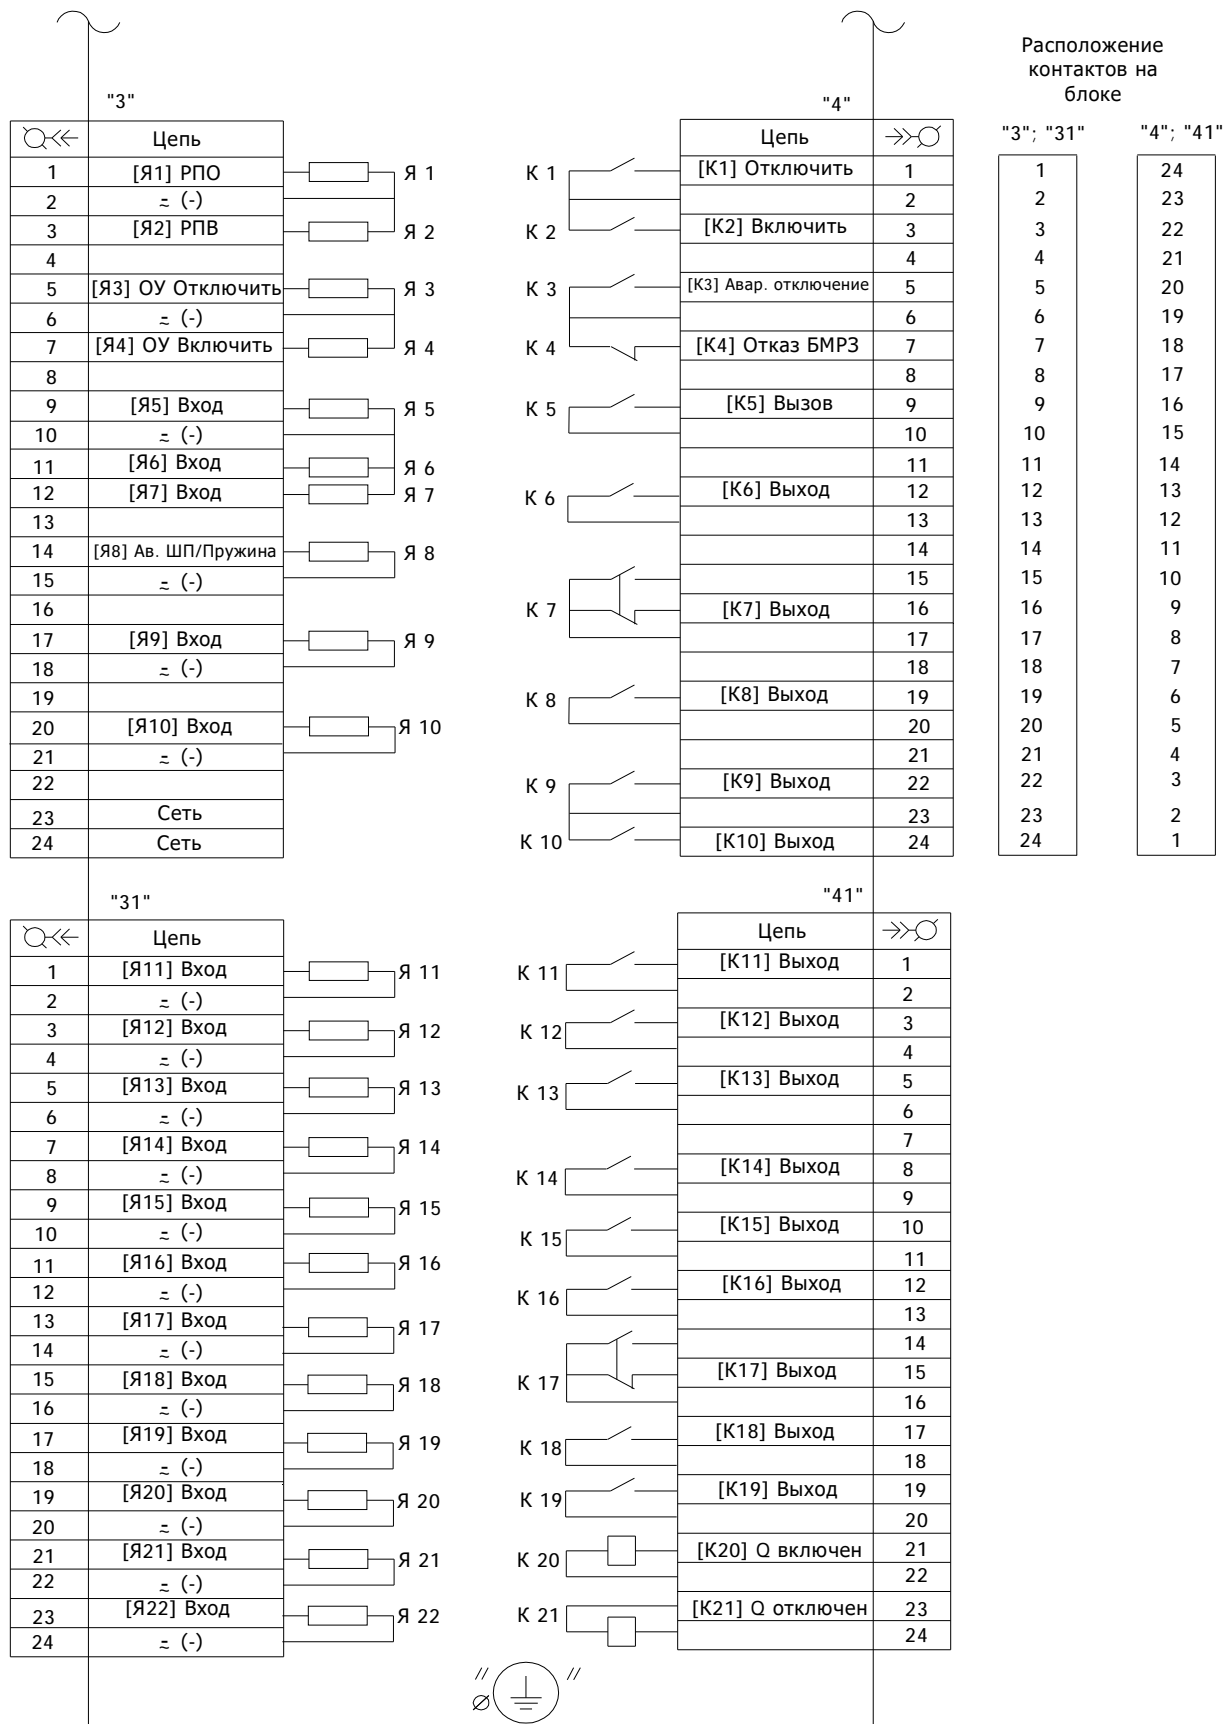 Расположение
контактов на
блоке
"3"
Цепь
1 [Я1] РПО Я 1
2 ≂ (-)
3 [Я2] РПВ Я 2
4
5 [Я3] ОУ Отключить Я 3
6 ≂ (-)
7 [Я4] ОУ Включить Я 4
8
9 [Я5] Вход Я 5
10 ≂ (-)
11 [Я6] Вход Я 6
12 [Я7] Вход Я 7
13
14 [Я8] Ав. ШП/Пружина Я 8
15 ≂ (-)
16
17 [Я9] Вход Я 9
18 ≂ (-)
19
20 [Я10] Вход Я 10
21 ≂ (-)
22
23 Сеть
24 Сеть
"4"
Цепь
К 1 [К1] Отключить 1
2
К 2 [К2] Включить 3
4
К 3 [К3] Авар. отключение 5
6
К 4 [К4] Отказ БМРЗ 7
8
К 5 [К5] Вызов 9
10
11
К 6 [К6] Выход 12
13
14
15
К 7 [К7] Выход 16
17
18
К 8 [К8] Выход 19
20
21
К 9 [К9] Выход 22
23
К 10 [К10] Выход 24
"3"; "31" "4"; "41"
1 24
2 23
3 22
4 21
5 20
6 19
7 18
8 17
9 16
10 15
11 14
12 13
13 12
14 11
15 10
16 9
17 8
18 7
19 6
20 5
21 4
22 3
23 2
24 1
"31"
Цепь
1 [Я11] Вход Я 11
2 ≂ (-)
3 [Я12] Вход Я 12
4 ≂ (-)
5 [Я13] Вход Я 13
6 ≂ (-)
7 [Я14] Вход Я 14
8 ≂ (-)
9 [Я15] Вход Я 15
10 ≂ (-)
11 [Я16] Вход Я 16
12 ≂ (-)
13 [Я17] Вход Я 17
14 ≂ (-)
15 [Я18] Вход Я 18
16 ≂ (-)
17 [Я19] Вход Я 19
18 ≂ (-)
19 [Я20] Вход Я 20
20 ≂ (-)
21 [Я21] Вход Я 21
22 ≂ (-)
23 [Я22] Вход Я 22
24 ≂ (-)
"41"
Цепь
К 11 [К11] Выход 1
2
К 12 [К12] Выход 3
4
К 13 [К13] Выход 5
6
7
К 14 [К14] Выход 8
9
К 15 [К15] Выход 10
11
К 16 [К16] Выход 12
13
14
К 17 [К17] Выход 15
16
К 18 [К18] Выход 17
18
К 19 [К19] Выход 19
20
К 20 [К20] Q включен 21
22
К 21 [К21] Q отключен 23
24